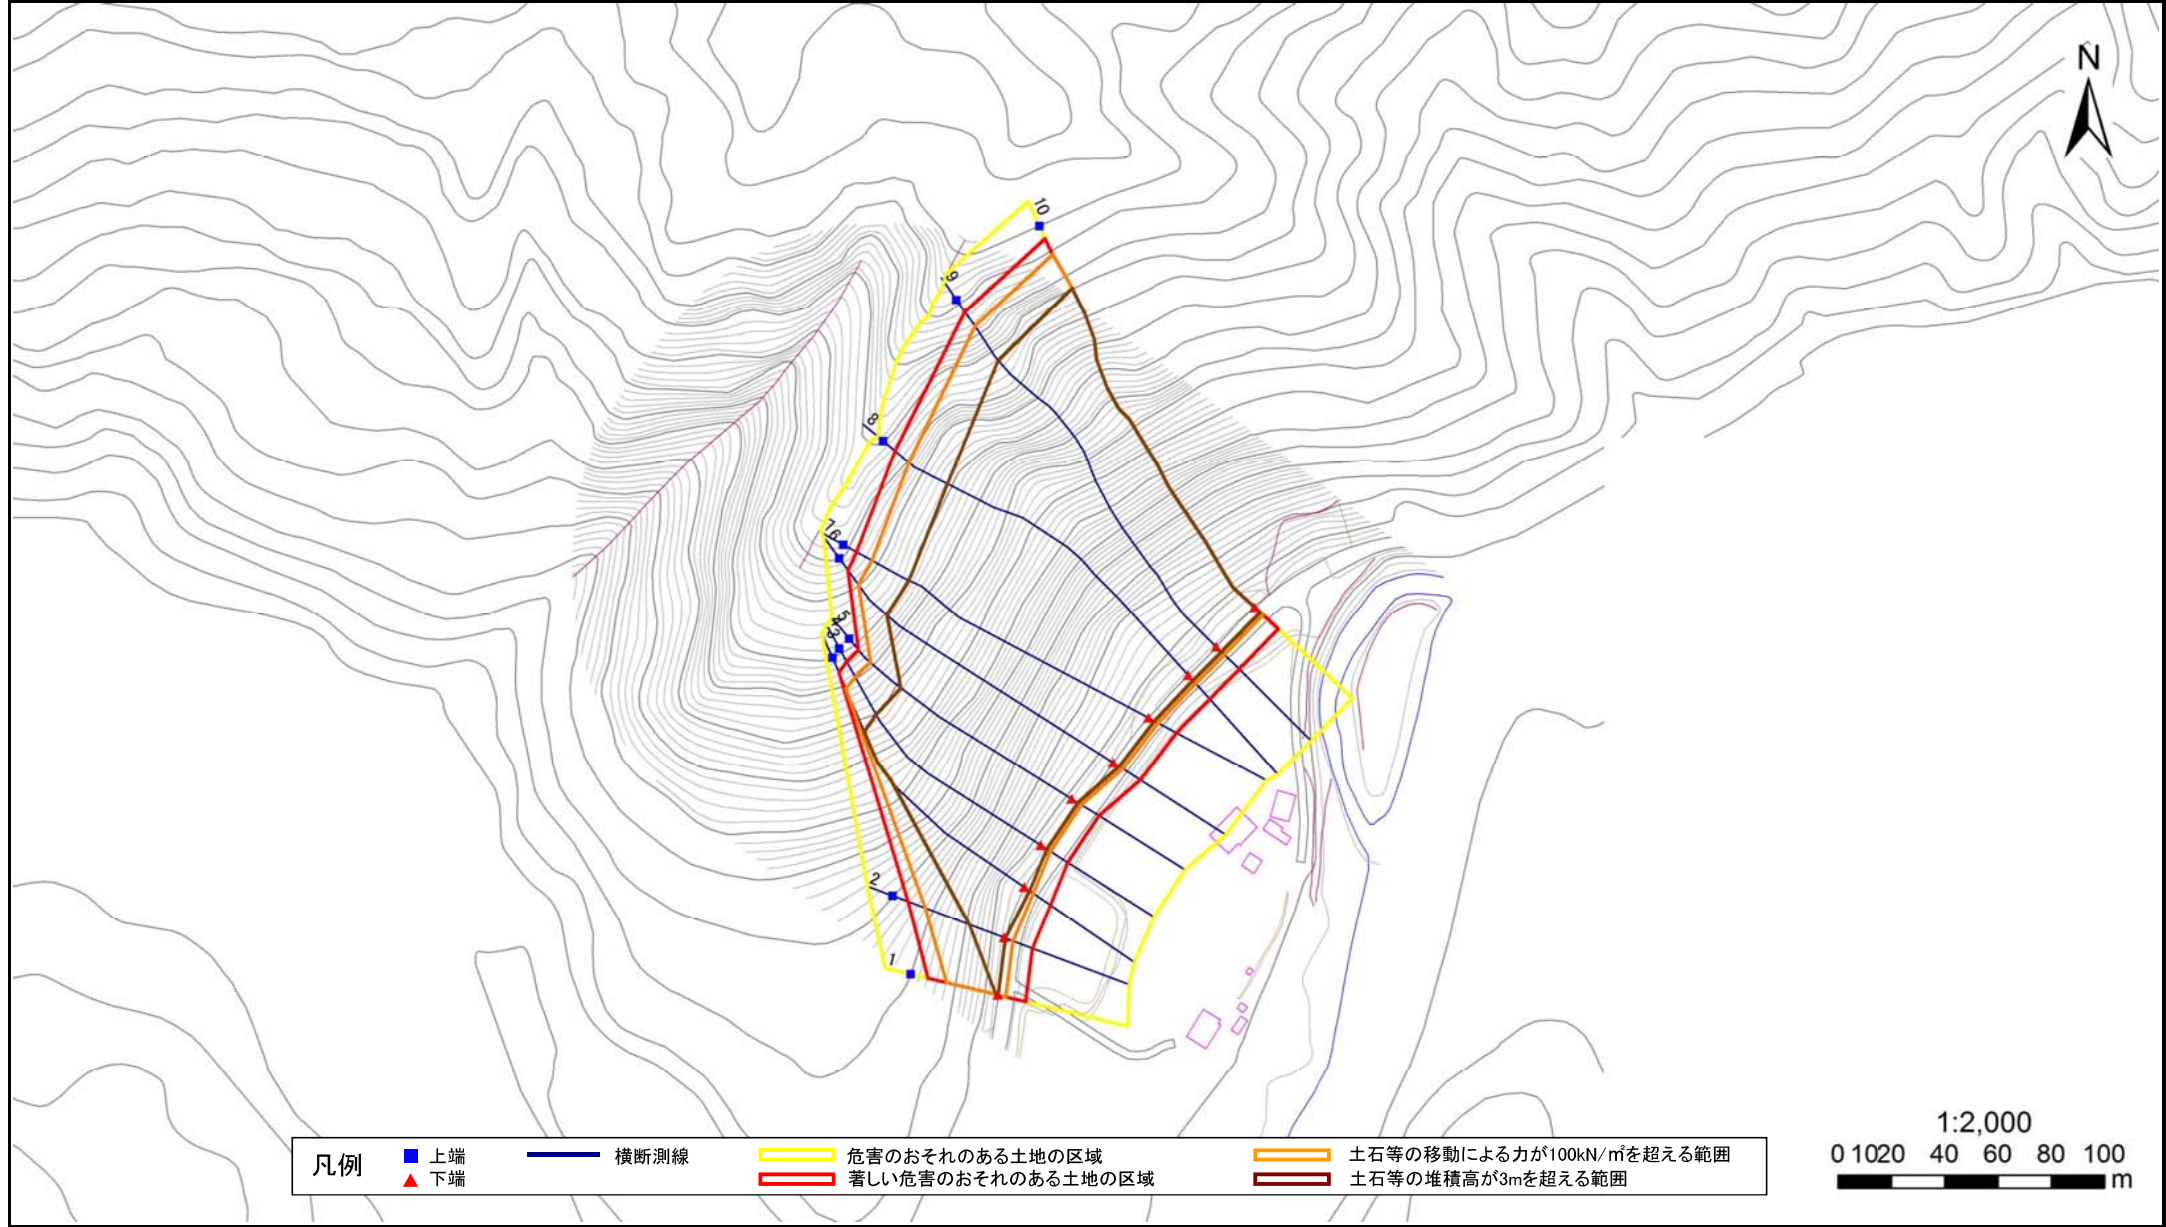 N
10
9
8
7
6
5
4
3
2
1
凡例
上端
下端
横断測線
危害のおそれのある土地の区域
著しい危害のおそれのある土地の区域
土石等の移動による力が100kN/㎡を超える範囲
土石等の堆積高が3mを超える範囲
1:2,000
0 1020 40 60 80 100
m